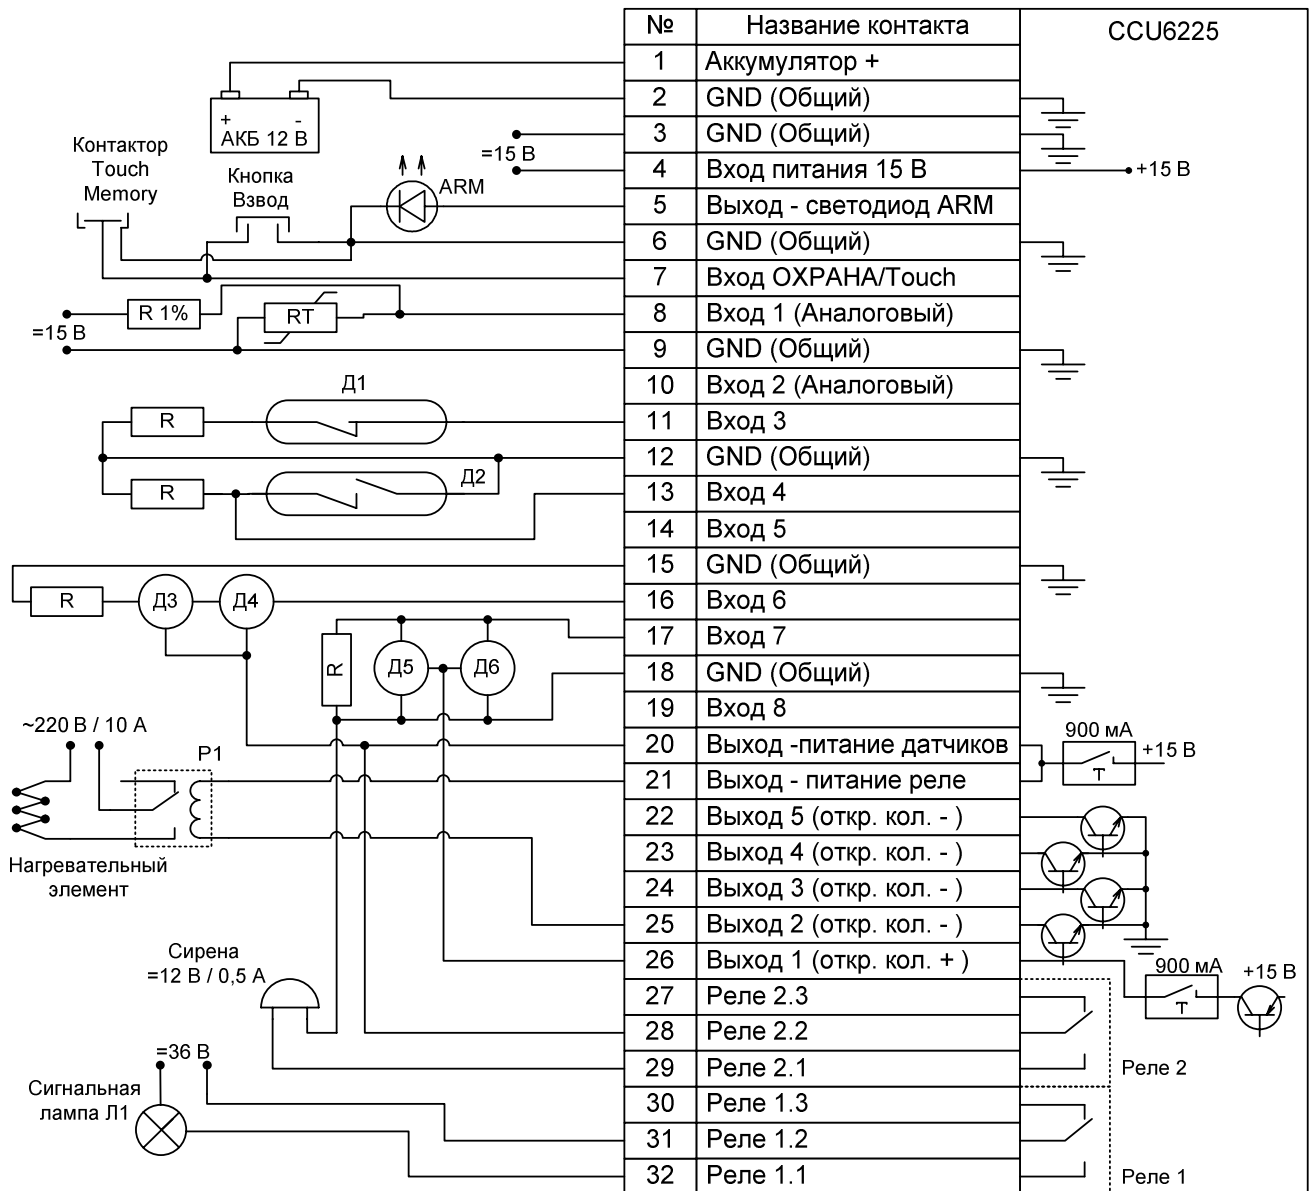 № Название контакта CCU6225
1 Аккумулятор +
2 GND (Общий)
3 GND (Общий)
4 Вход питания 15 В +15 В
5 Выход - светодиод ARM
6 GND (Общий)
7 Вход ОХРАНА/Touch
8 Вход 1 (Аналоговый)
9 GND (Общий)
10 Вход 2 (Аналоговый)
11 Вход 3
12 GND (Общий)
13 Вход 4
14 Вход 5
15 GND (Общий)
16 Вход 6
17 Вход 7
18 GND (Общий)
19 Вход 8
20 Выход -питание датчиков
21 Выход - питание реле
22 Выход 5 (откр. кол. - )
23 Выход 4 (откр. кол. - )
24 Выход 3 (откр. кол. - )
25 Выход 2 (откр. кол. - )
26 Выход 1 (откр. кол. + )
27 Реле 2.3
28 Реле 2.2
29 Реле 2.1
30 Реле 1.3
31 Реле 1.2
32 Реле 1.1
+ -
АКБ 12 В
=15 В
Контактор
Touch
Memory
Кнопка
Взвод
ARM
R 1%
RT
=15 В
Д1
R
Д2
R
R
Д3
Д4
R
Д5
Д6
~220 В / 10 А
P1
Нагревательный
элемент
Сирена
=12 В / 0,5 А
=36 В
Сигнальная
лампа Л1
900 мА
+15 В
Т
900 мА
+15 В
Т
Реле 2
Реле 1